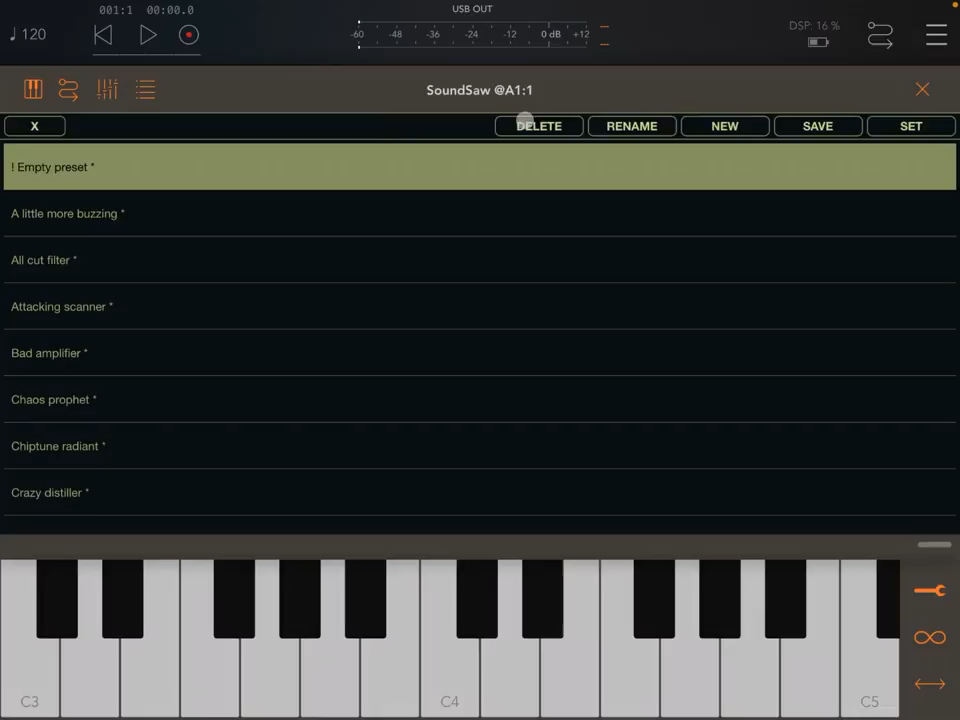 001:1 00:00.0
USB OUT
120
-60 -48 -36 -24 -12 0 dB +12
DSP: 16 %
SoundSaw @A1:1
X DELETE RENAME NEW SAVE SET
! Empty preset *
A little more buzzing *
All cut filter *
Attacking scanner *
Bad amplifier *
Chaos prophet *
Chiptune radiant *
Crazy distiller *
C3 C4 C5